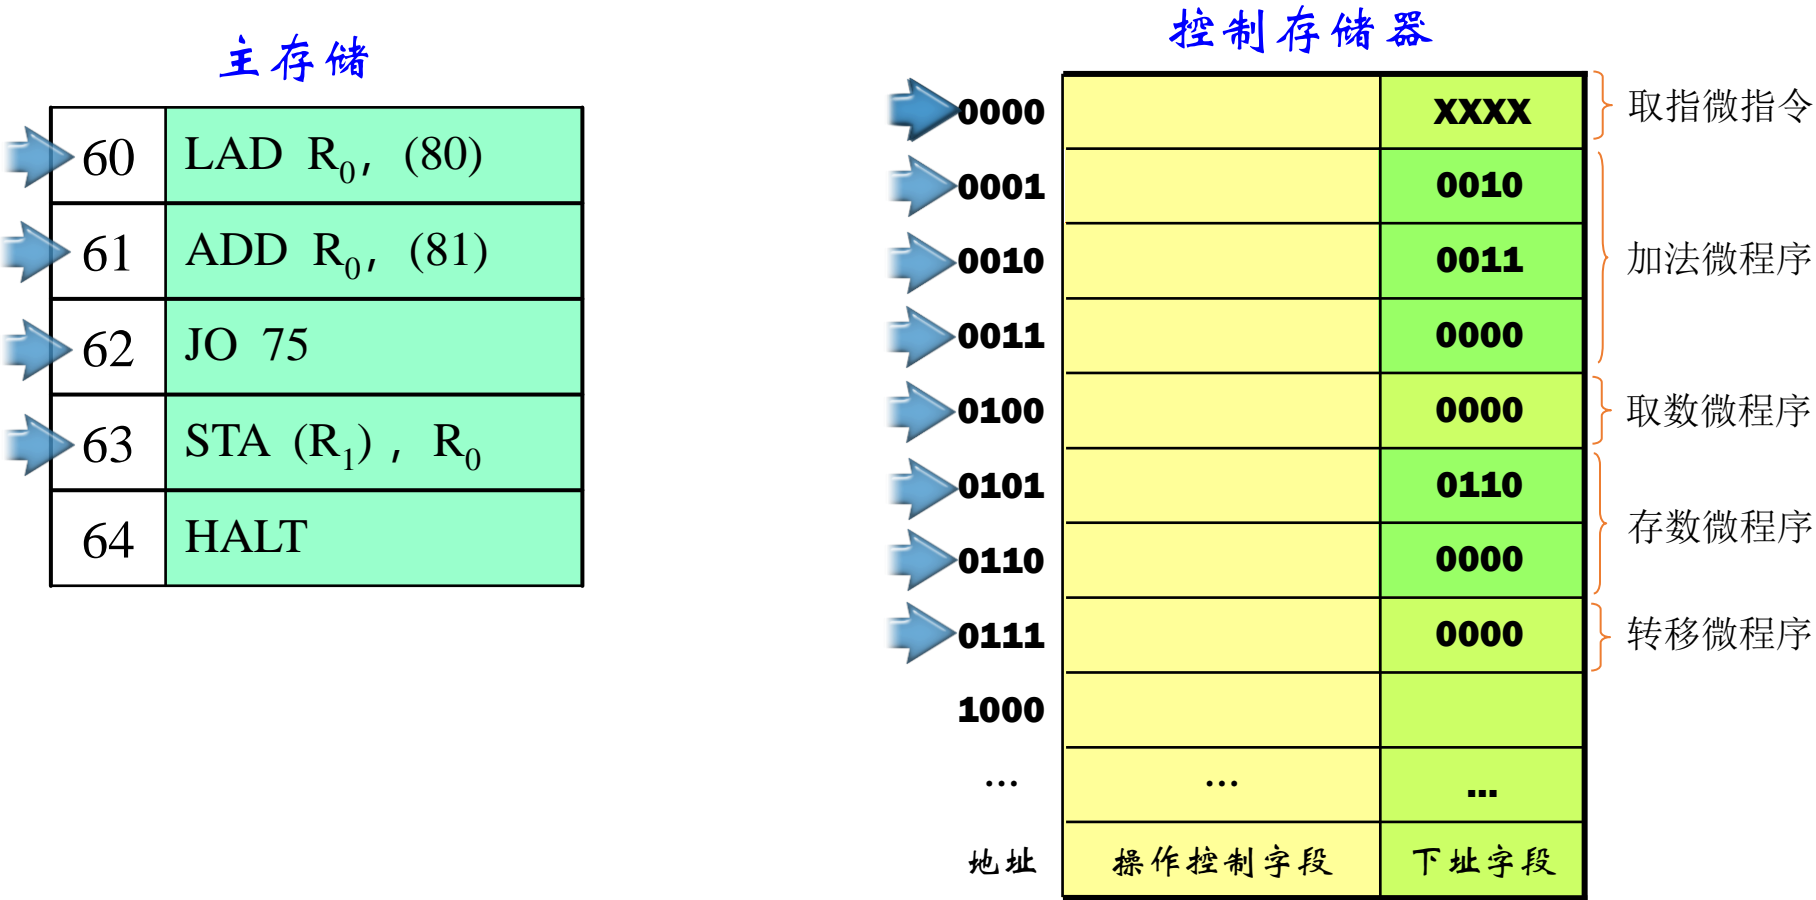 主存储
60 LAD R0, (80)
61 ADD R0, (81)
62 JO 75
63 STA (R1), R0
64 HALT
控制存储器
0000 XXXX 取指微指令
0001 0010
0010 0011 加法微程序
0011 0000
0100 0000 取数微程序
0101 0110
存数微程序
0110 0000
0111 0000 转移微程序
1000
… … ...
地址 操作控制字段 下址字段